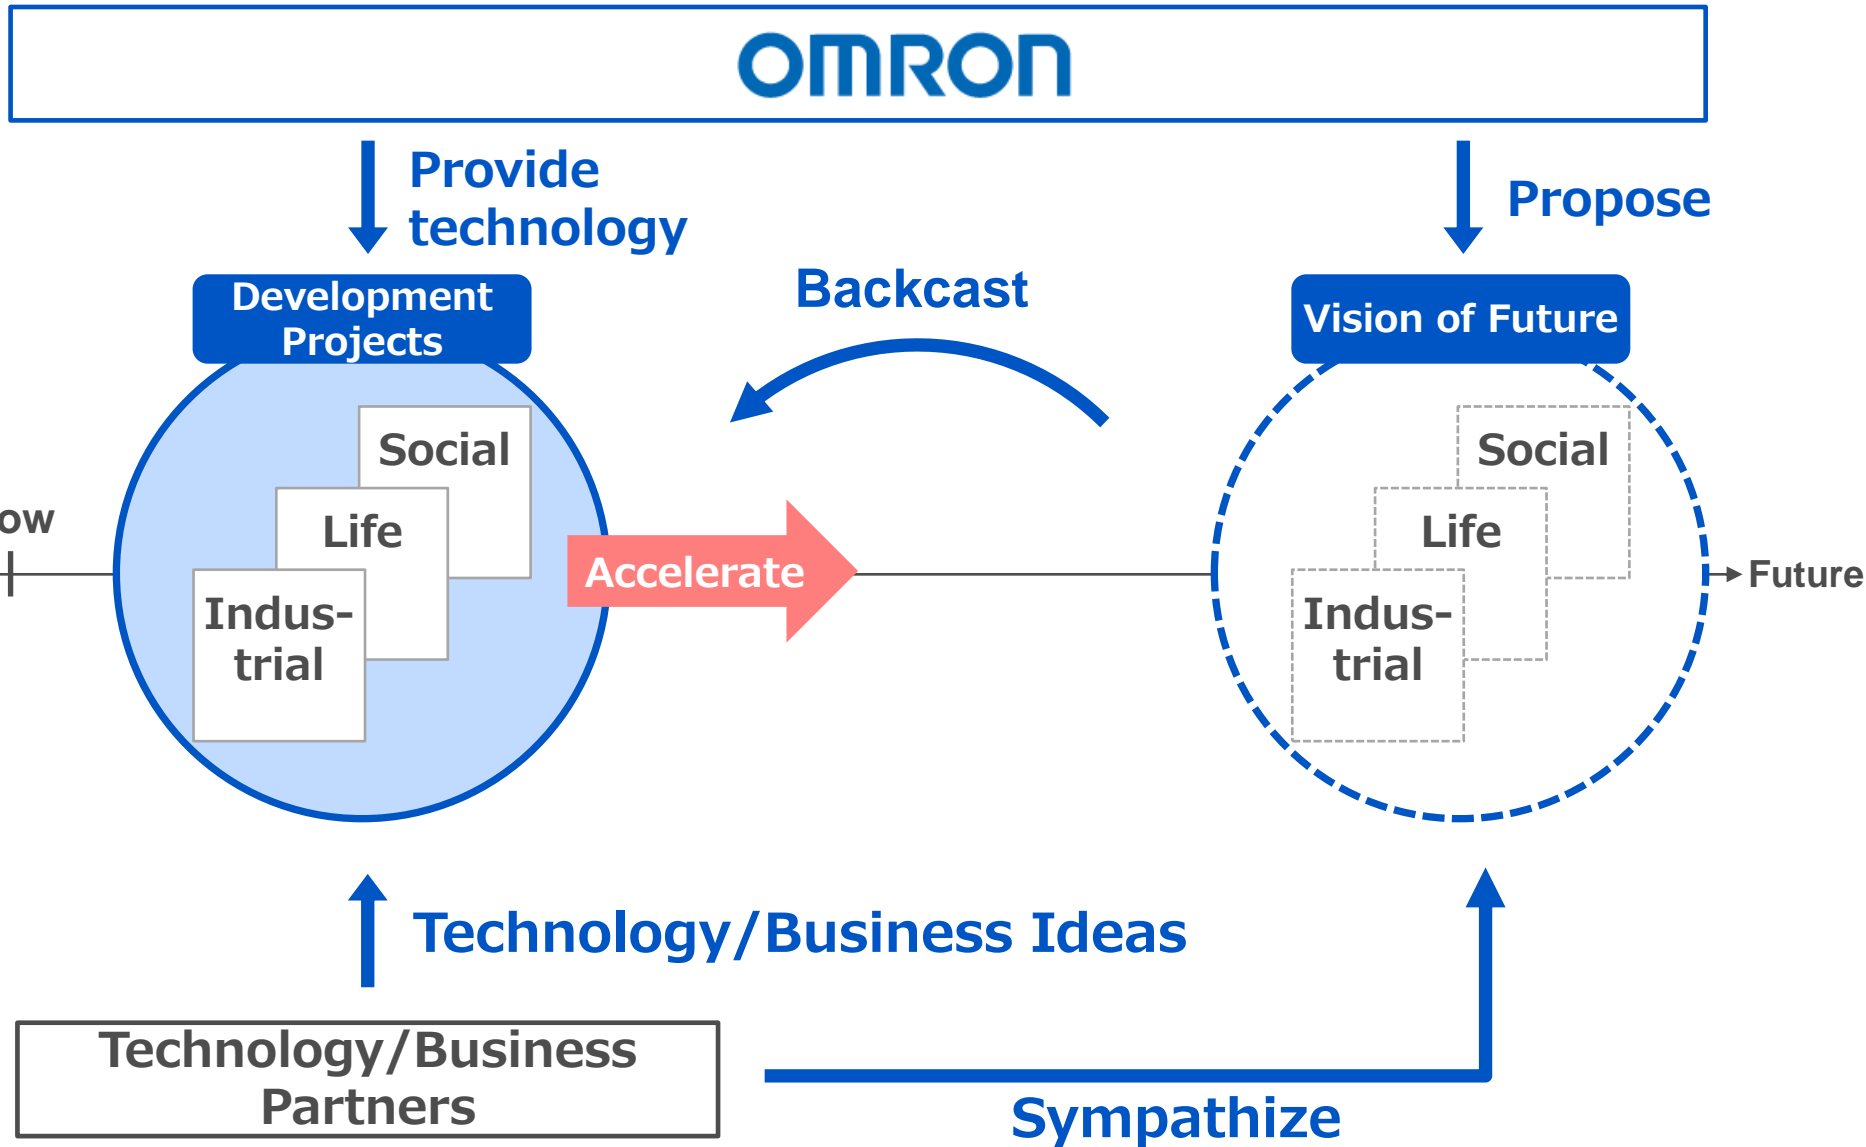 OMRON
Provide
technology
Propose
Backcast
Development
Projects
Vision of Future
Social
Life
Indus-
trial
Social
Life
Indus-
trial
ow
Accelerate
Future
Technology/Business Ideas
Technology/Business
Partners
Sympathize